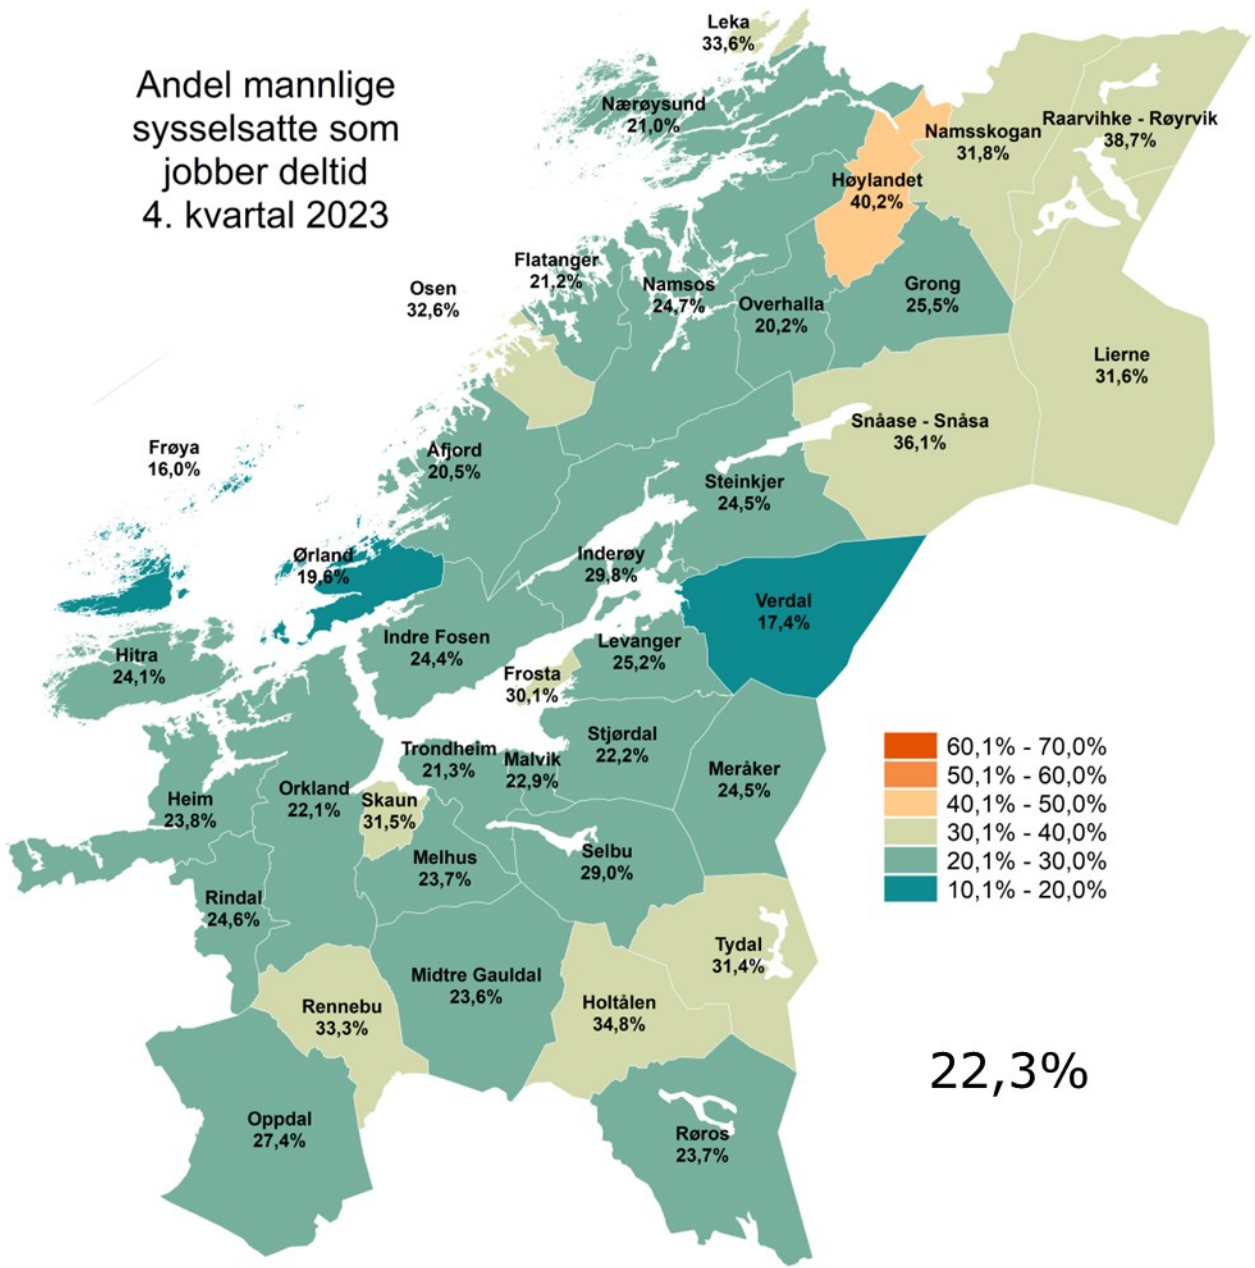 Andel mannlige
sysselsatte som
jobber deltid
4. kvartal 2023
Leka
33,6%
Nærøysund
21,0%
Namsskogan
31,8%
Raarvihke - Røyrvik
38,7%
Høylandet
40,2%
Flatanger
21,2%
Osen
32,6%
Namsos
24,7%
Overhalla
20,2%
Grong
25,5%
Lierne
31,6%
Snåase - Snåsa
36,1%
Frøya
16,0%
Åfjord
20,5%
Steinkjer
24,5%
Ørland
19,6%
Inderøy
29,8%
Verdal
17,4%
Hitra
24,1%
Indre Fosen
24,4%
Levanger
25,2%
Frosta
30,1%
Stjørdal
22,2%
Trondheim
21,3%
Malvik
22,9%
Meråker
24,5%
Orkland
22,1%
Heim
23,8%
Skaun
31,5%
Melhus
23,7%
Selbu
29,0%
Rindal
24,6%
Tydal
31,4%
Midtre Gauldal
23,6%
Rennebu
33,3%
Holtålen
34,8%
Oppdal
27,4%
Røros
23,7%
60,1% - 70,0%
50,1% - 60,0%
40,1% - 50,0%
30,1% - 40,0%
20,1% - 30,0%
10,1% - 20,0%
22,3%